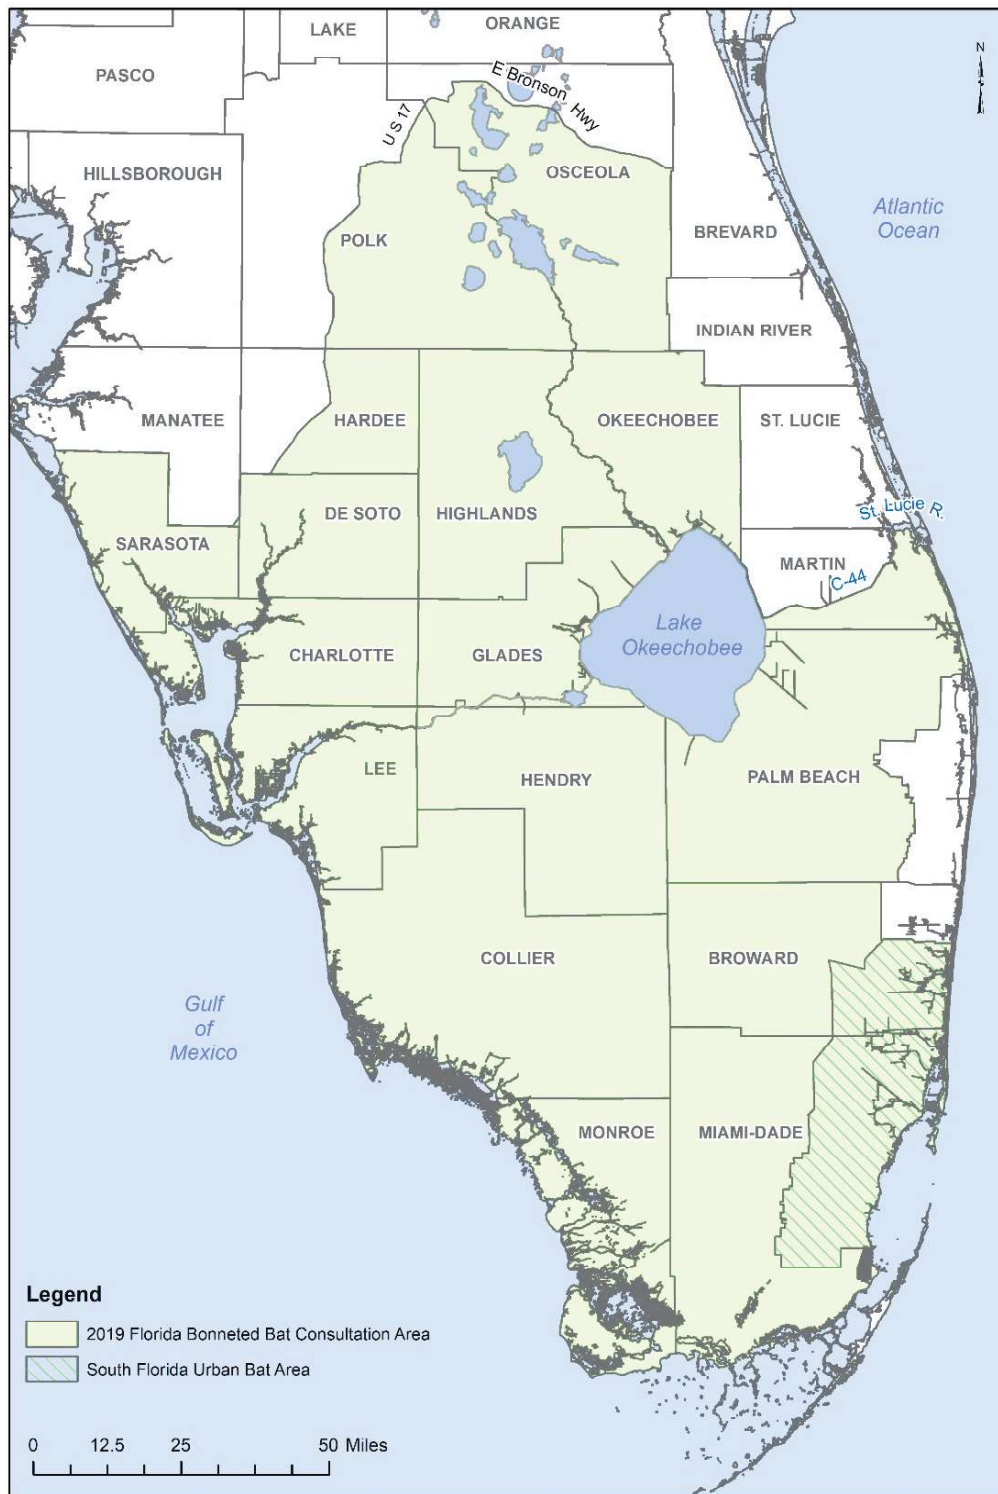 LAKE
ORANGE
PASCO
N
E Bronson Hwy
U S 17
HILLSBOROUGH
OSCEOLA
Atlantic
Ocean
POLK
BREVARD
INDIAN RIVER
MANATEE
HARDEE
OKEECHOBEE
ST. LUCIE
DE SOTO
HIGHLANDS
St. Lucie R.
SARASOTA
MARTIN
C-44
Lake
Okeechobee
CHARLOTTE
GLADES
LEE
HENDRY
PALM BEACH
COLLIER
BROWARD
Gulf
of
Mexico
MONROE
MIAMI-DADE
Legend
2019 Florida Bonneted Bat Consultation Area
South Florida Urban Bat Area
0 12.5 25 50 Miles